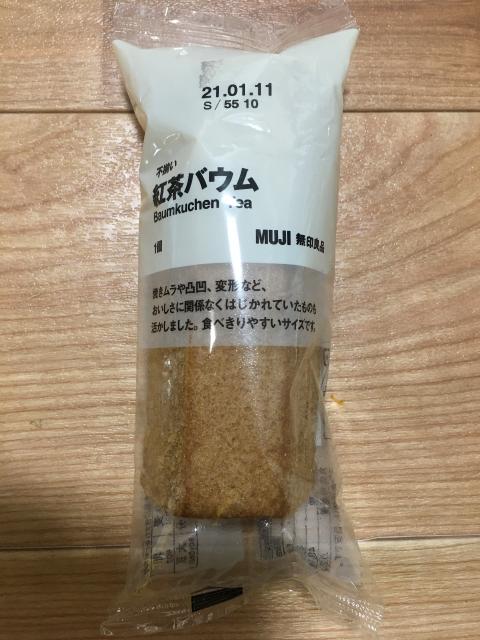 21.01.11
S/55 10
不揃い
紅茶バウム
Baumkuchen Tea
1個
MUJI 無印良品
焼きムラや凸凹、変形など、
おいしさに関係なくはじかれていたものも
活かしました。食べきりやすいサイズです。